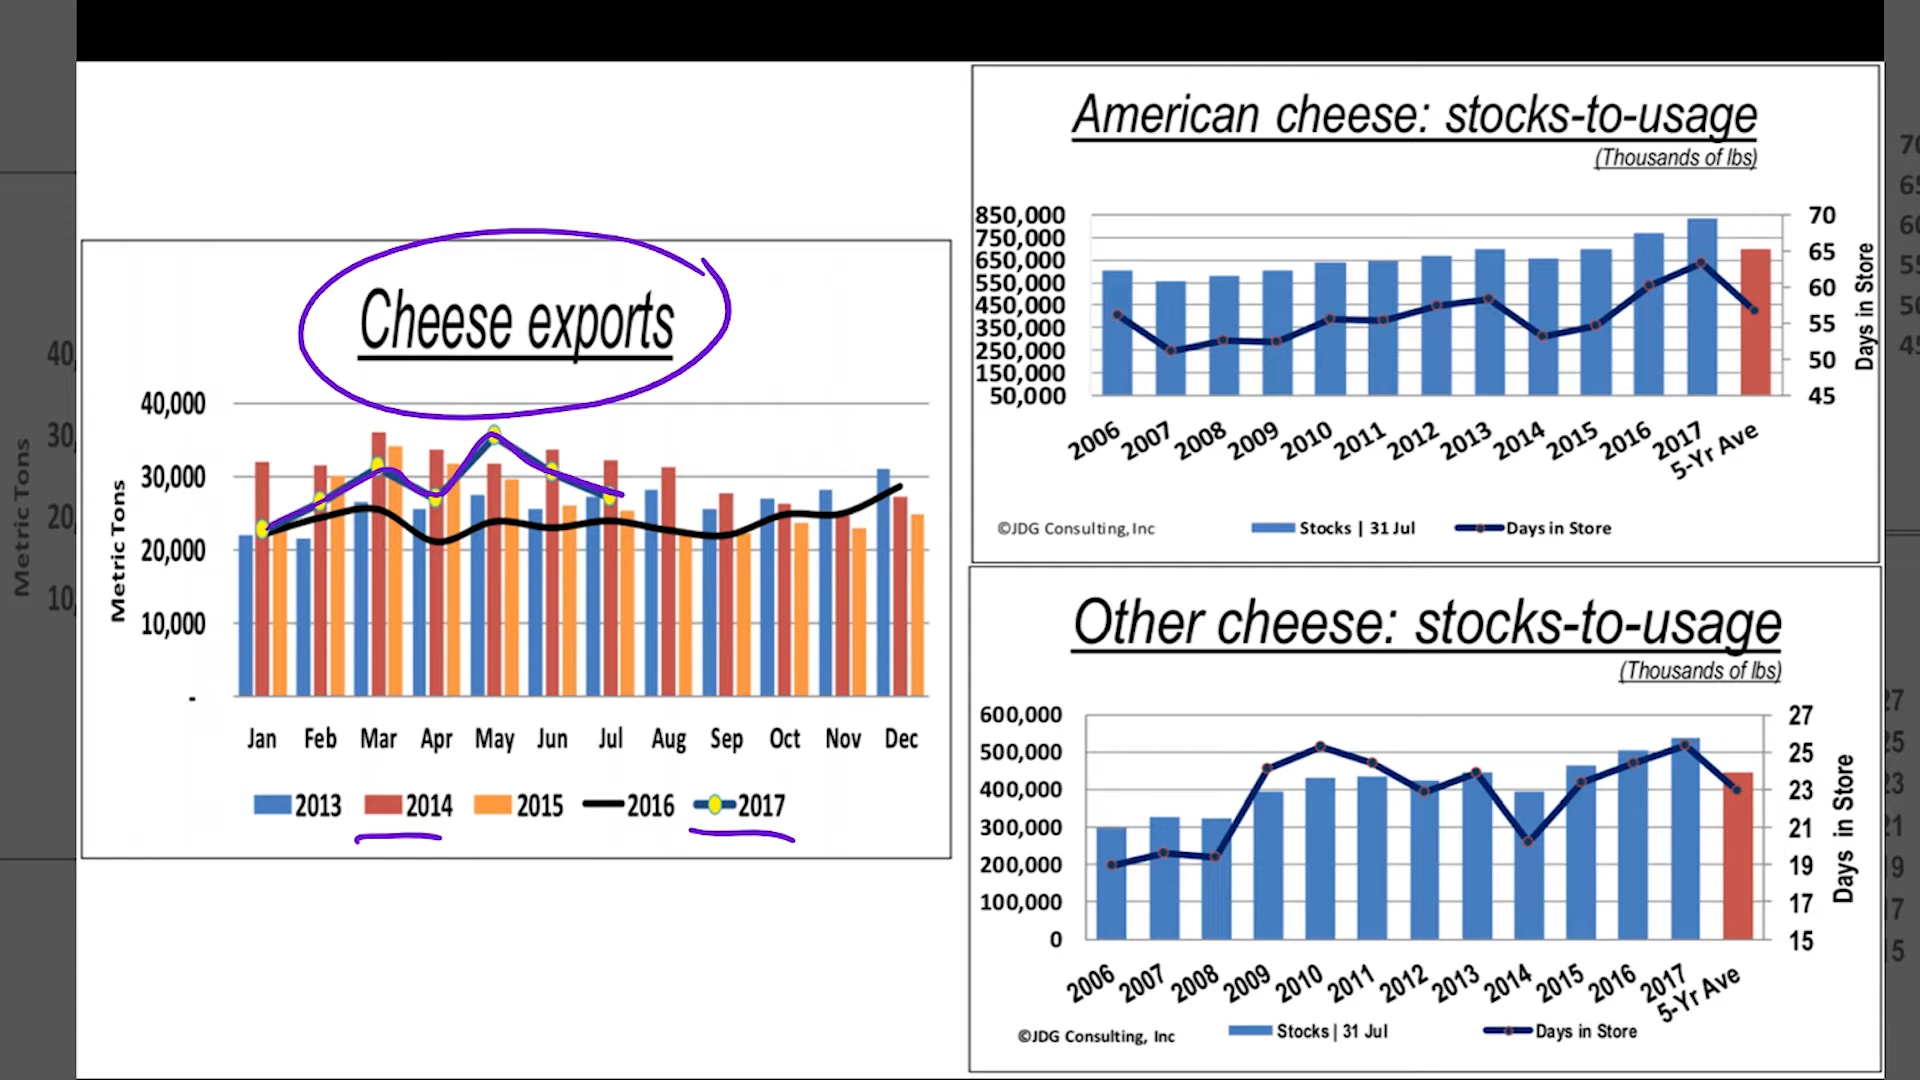 Cheese exports
40,000
30,000
20,000
10,000
-
Metric Tons
Jan Feb Mar Apr May Jun Jul Aug Sep Oct Nov Dec
2013 2014 2015 2016 2017
American cheese: stocks-to-usage
(Thousands of lbs)
850,000
750,000
650,000
550,000
450,000
350,000
250,000
150,000
50,000
70
65
60
55
50
45
Days in Store
2006 2007 2008 2009 2010 2011 2012 2013 2014 2015 2016 2017 5-Yr Ave
©JDG Consulting, Inc
Stocks | 31 Jul Days in Store
Other cheese: stocks-to-usage
(Thousands of lbs)
600,000
500,000
400,000
300,000
200,000
100,000
0
27
25
23
21
19
17
15
Days in Store
2006 2007 2008 2009 2010 2011 2012 2013 2014 2015 2016 2017 5-Yr Ave
©JDG Consulting, Inc
Stocks | 31 Jul Days in Store
Metric Tons